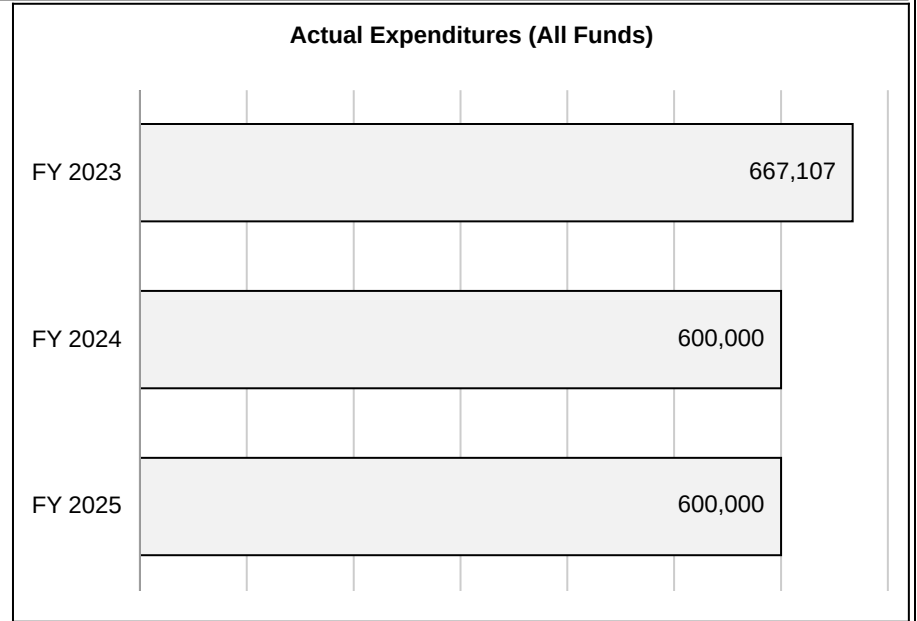 Actual Expenditures (All Funds)
FY 2023
667,107
FY 2024
600,000
FY 2025
600,000